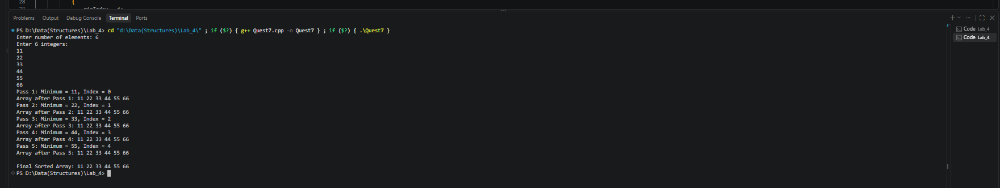 28
{
Problems Output Debug Console Terminal Ports
PS D:\Data(Structures)\Lab_4> cd "d:\Data(Structures)\Lab_4\" ; if ($?) { g++ Quest7.cpp -o Quest7 } ; if ($?) { .\Quest7 }
Enter number of elements: 6
Enter 6 integers:
11
22
33
44
55
66
Pass 1: Minimum = 11, Index = 0
Array after Pass 1: 11 22 33 44 55 66
Pass 2: Minimum = 22, Index = 1
Array after Pass 2: 11 22 33 44 55 66
Pass 3: Minimum = 33, Index = 2
Array after Pass 3: 11 22 33 44 55 66
Pass 4: Minimum = 44, Index = 3
Array after Pass 4: 11 22 33 44 55 66
Pass 5: Minimum = 55, Index = 4
Array after Pass 5: 11 22 33 44 55 66
Final Sorted Array: 11 22 33 44 55 66
PS D:\Data(Structures)\Lab_4>
Code Lab_4
Code Lab_4